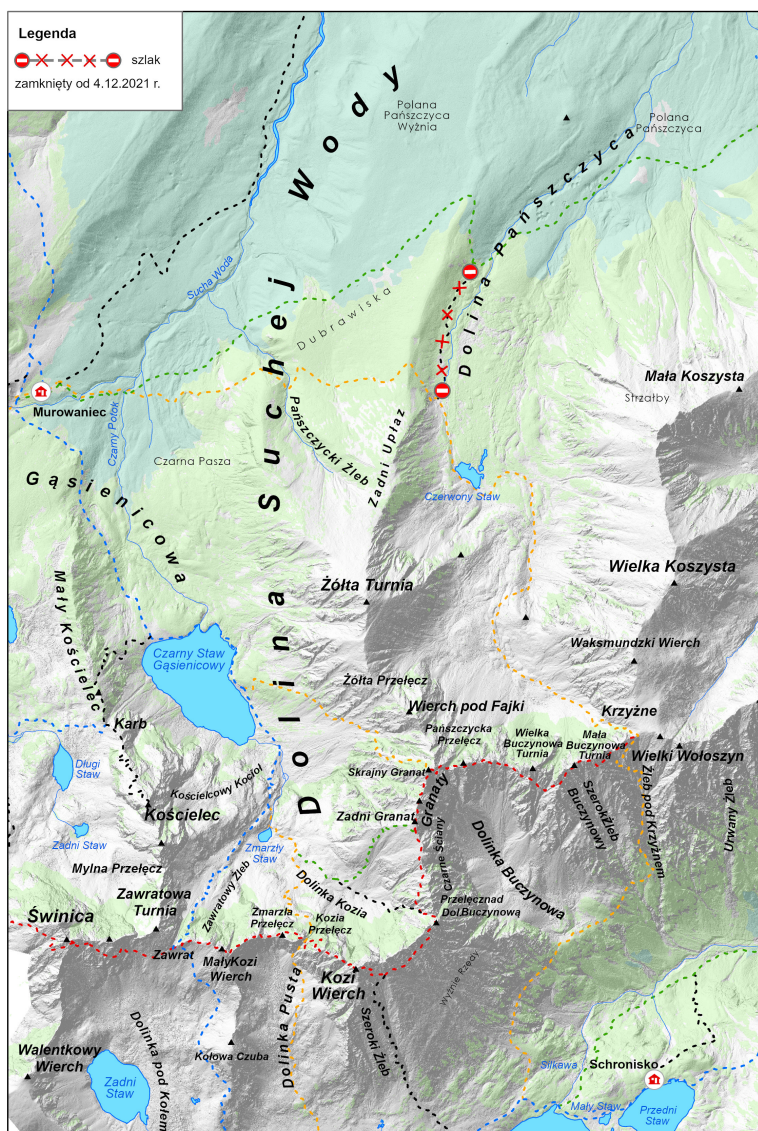 Legenda
szlak
zamknięty od 4.12.2021 r.
Dolina Suchej Wody
Polana
Pańszczyca
Wyżnia
Polana
Pańszczyca
Dolina Pańszczyca
Sucha Woda
Dubrawiska
Mała Koszysta
Strzałby
Murowaniec
Czarny Potok
Pańszczycki Żleb
Zadni Upłaz
Czarna Pasza
Gąsienicowa
Czerwony Staw
Wielka Koszysta
Żółta Turnia
Mały Kościelec
Waksmundzki Wierch
Czarny Staw
Gąsienicowy
Żółta Przełęcz
Wierch pod Fajki
Krzyżne
Karb
Pańszczycka
Przełęcz
Wielka
Buczynowa
Turnia
Mała
Buczynowa
Turnia
Wielki Wołoszyn
Długi
Staw
Kościelcowy Kocioł
Skrajny Granat
Granaty
Szeroki Żleb
Buczynowy
Żleb pod Krzyżnem
Urwany Żleb
Kościelec
Zadni Granat
Zadni Staw
Zmarzły
Staw
Czarne Ściany
Dolinka Buczynowa
Mylna Przełęcz
Zawratowy Żleb
Dolinka Kozia
Zawratowa
Turnia
Przełęcznad
Dol.Buczynową
Świnica
Zmarzła
Przełęcz
Kozia
Przełęcz
Zawrat
MałyKozi
Wierch
Kozi
Wierch
Wyżnie Rzędy
Dolinka Pusta
Szeroki Żleb
Dolinka pod Kołem
Kołowa Czuba
Walentkowy
Wierch
Zadni
Staw
Siklawa
Schronisko
Mały Staw
Przedni
Staw